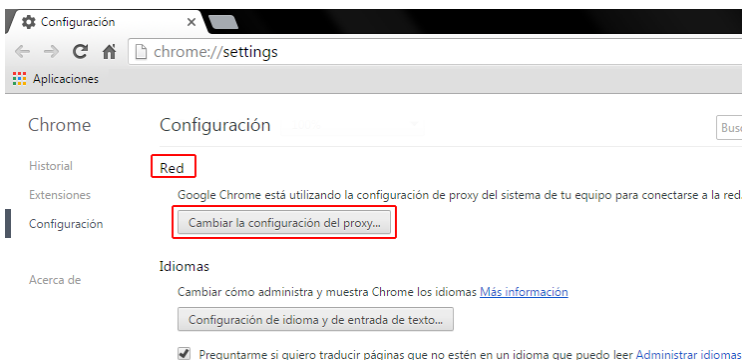 Configuración
chrome://settings
Aplicaciones
Chrome
Configuración
Busc
Historial
Red
Extensiones
Google Chrome está utilizando la configuración de proxy del sistema de tu equipo para conectarse a la red.
Configuración
Cambiar la configuración del proxy...
Idiomas
Acerca de
Cambiar cómo administra y muestra Chrome los idiomas Más información
Configuración de idioma y de entrada de texto...
Preguntarme si quiero traducir páginas que no estén en un idioma que puedo leer Administrar idiomas